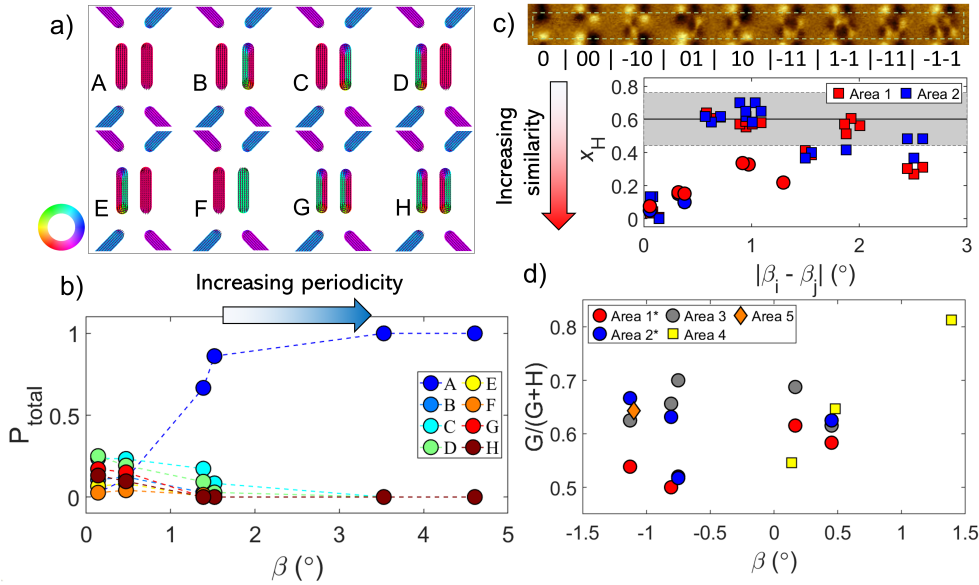 a)
A
B
C
D
E
F
G
H
b)
Increasing periodicity
1
0.5
0
P_total
A E
B F
C G
D H
0 1 2 3 4 5
β (°)
c)
0 | 00 | -10 | 01 | 10 | -11 | 1-1 | -11 | -1-1
Increasing
similarity
Area 1 Area 2
0.8
0.6
0.4
0.2
0
x_H
0 1 2 3
|β_i - β_j| (°)
d)
Area 1* Area 3 Area 5
Area 2* Area 4
0.8
0.7
0.6
0.5
G/(G+H)
-1.5 -1 -0.5 0 0.5 1 1.5
β (°)